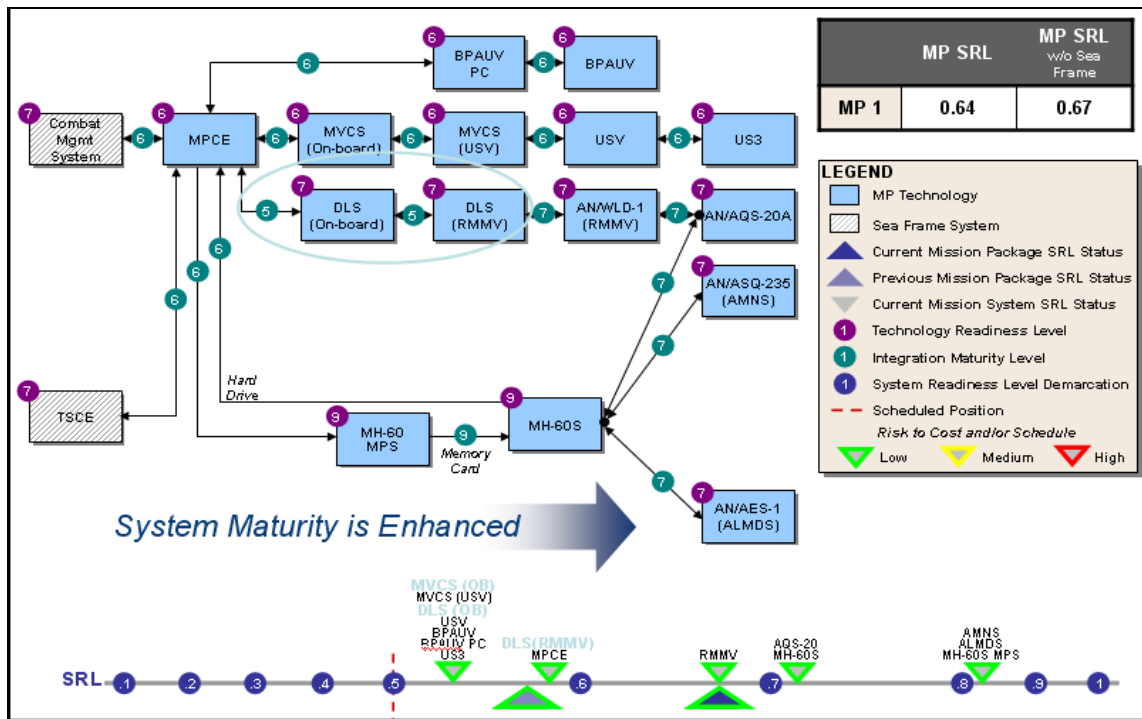 MP SRL
MP SRL
w/o Sea
Frame
MP 1
0.64
0.67
6
BPAUV
PC
6
6
6
BPAUV
7
Combat
Mgmt
System
6
6
MPCE
6
6
MVCS
(On-board)
6
6
MVCS
(USV)
6
6
USV
6
6
US3
5
7
DLS
(On-board)
5
7
DLS
(RMMV)
7
7
AN/WLD-1
(RMMV)
7
7
AN/AQS-20A
6
6
6
7
7
AN/ASQ-235
(AMNS)
7
7
TSCE
Hard
Drive
9
MH-60
MPS
9
Memory
Card
9
MH-60S
7
7
AN/AES-1
(ALMDS)
LEGEND
MP Technology
Sea Frame System
Current Mission Package SRL Status
Previous Mission Package SRL Status
Current Mission System SRL Status
1 Technology Readiness Level
1 Integration Maturity Level
1 System Readiness Level Demarcation
Scheduled Position
Risk to Cost and/or Schedule
Low Medium High
System Maturity is Enhanced
MVCS (OB)
MVCS (USV)
DLS (OB)
USV
BPAUV
BPAUV PC
US3
DLS(RMMV)
MPCE
RMMV
AQS-20
MH-60S
AMNS
ALMDS
MH-60S MPS
SRL .1 .2 .3 .4 .5 .6 .7 .8 .9 1